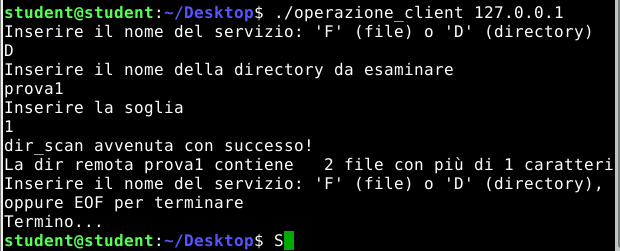 student@student:~/Desktop$ ./operazione_client 127.0.0.1
Inserire il nome del servizio: 'F' (file) o 'D' (directory)
D
Inserire il nome della directory da esaminare
prova1
Inserire la soglia
1
dir_scan avvenuta con successo!
La dir remota prova1 contiene   2 file con più di 1 caratteri
Inserire il nome del servizio: 'F' (file) o 'D' (directory),
oppure EOF per terminare
Termino...
student@student:~/Desktop$ S